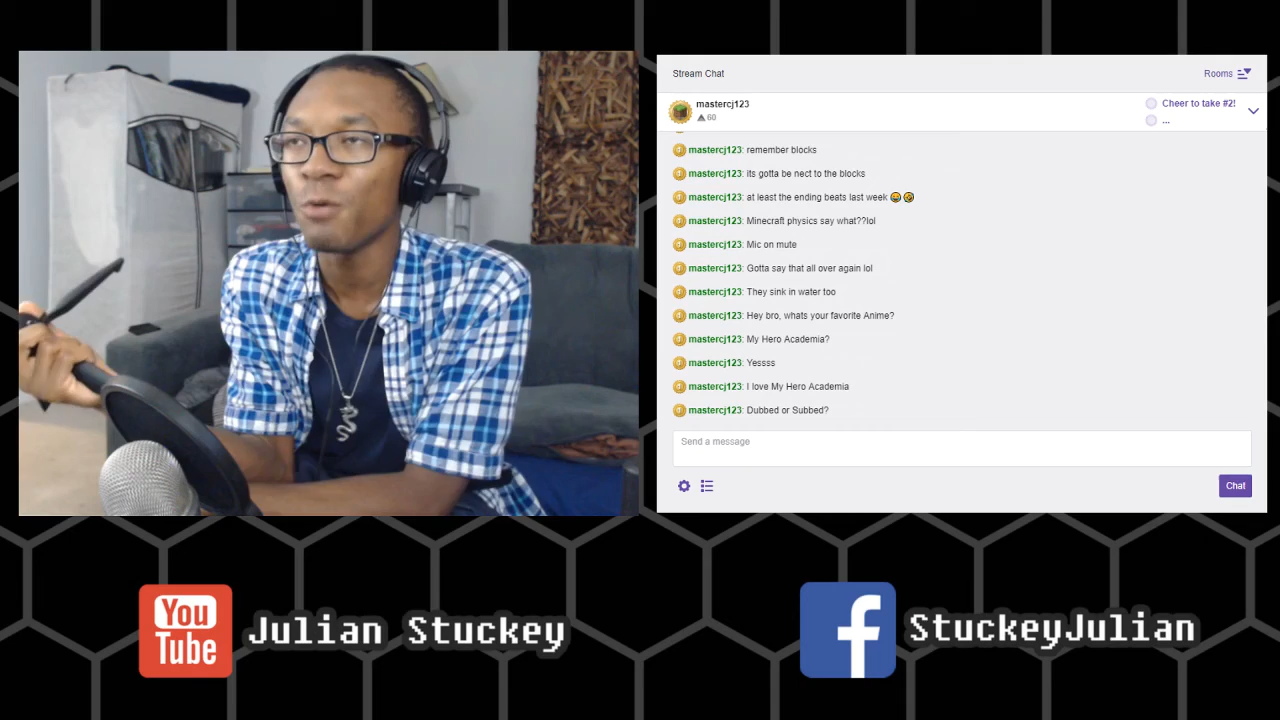 Stream Chat
Rooms
mastercj123
60
Cheer to take #2!
...
mastercj123: remember blocks
mastercj123: its gotta be nect to the blocks
mastercj123: at least the ending beats last week 😂🤣
mastercj123: Minecraft physics say what??lol
mastercj123: Mic on mute
mastercj123: Gotta say that all over again lol
mastercj123: They sink in water too
mastercj123: Hey bro, whats your favorite Anime?
mastercj123: My Hero Academia?
mastercj123: Yessss
mastercj123: I love My Hero Academia
mastercj123: Dubbed or Subbed?
Send a message
Chat
You
Tube
Julian Stuckey
f
StuckeyJulian